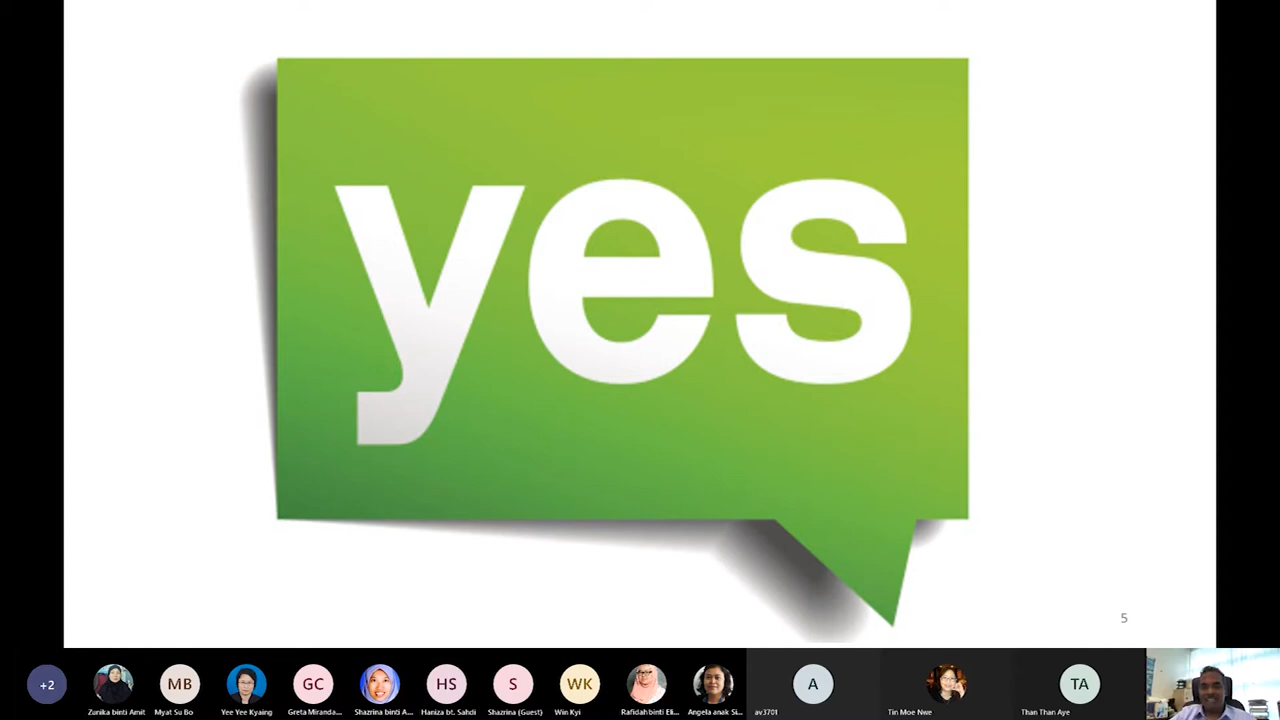 yes
5
+2
MB
GC
HS
S
WK
A
TA
Zunika binti Amit
Myat Su Bo
Yee Yee Kyaing
Greta Miranda...
Shazrina binti A...
Haniza bt. Sahdi
Shazrina (Guest)
Win Kyi
Rafidah binti Eli...
Angela anak Si...
av3701
Tin Moe Nwe
Than Than Aye